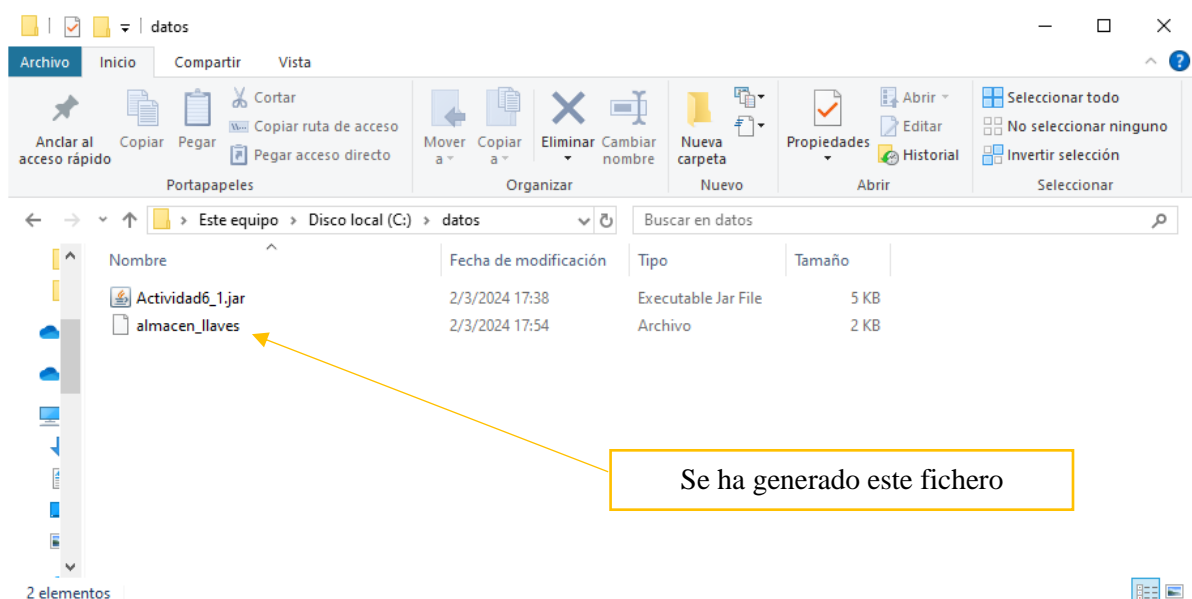 datos
Archivo Inicio Compartir Vista
Anclar al acceso rápido
Copiar
Pegar
Cortar
Copiar ruta de acceso
Pegar acceso directo
Mover a
Copiar a
Eliminar
Cambiar nombre
Nueva carpeta
Propiedades
Abrir
Editar
Historial
Seleccionar todo
No seleccionar ninguno
Invertir selección
Portapapeles Organizar Nuevo Abrir Seleccionar
Este equipo > Disco local (C:) > datos
Buscar en datos
Nombre Fecha de modificación Tipo Tamaño
Actividad6_1.jar 2/3/2024 17:38 Executable Jar File 5 KB
almacen_llaves 2/3/2024 17:54 Archivo 2 KB
Se ha generado este fichero
2 elementos